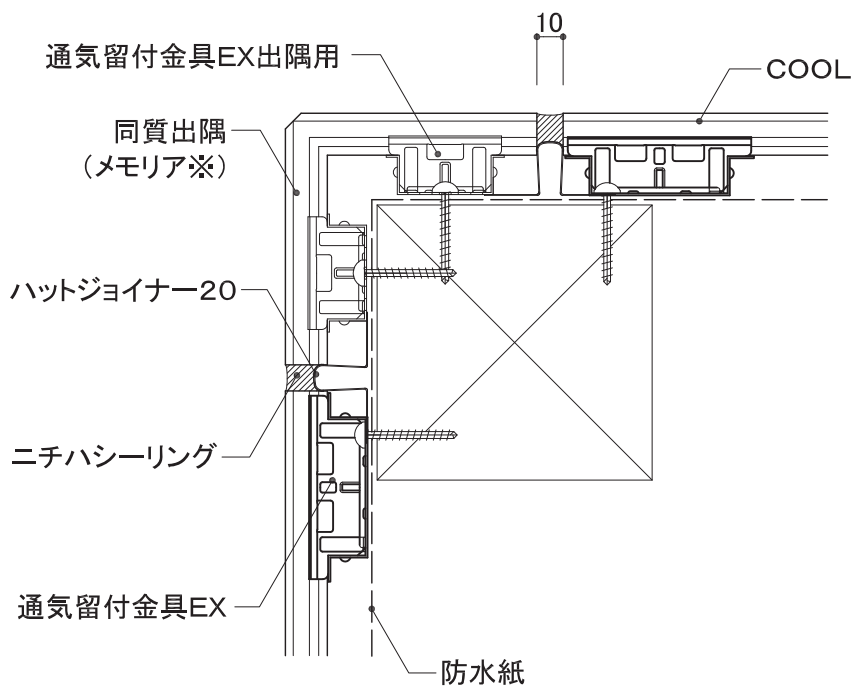 10
通気留付金具EX出隅用
COOL
同質出隅
(メモリア※)
ハットジョイナー20
ニチハシーリング
通気留付金具EX
防水紙